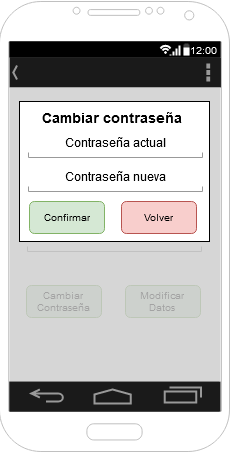 12:00
Cambiar contraseña
Contraseña actual
Contraseña nueva
Confirmar
Volver
Cambiar
Contraseña
Modificar
Datos